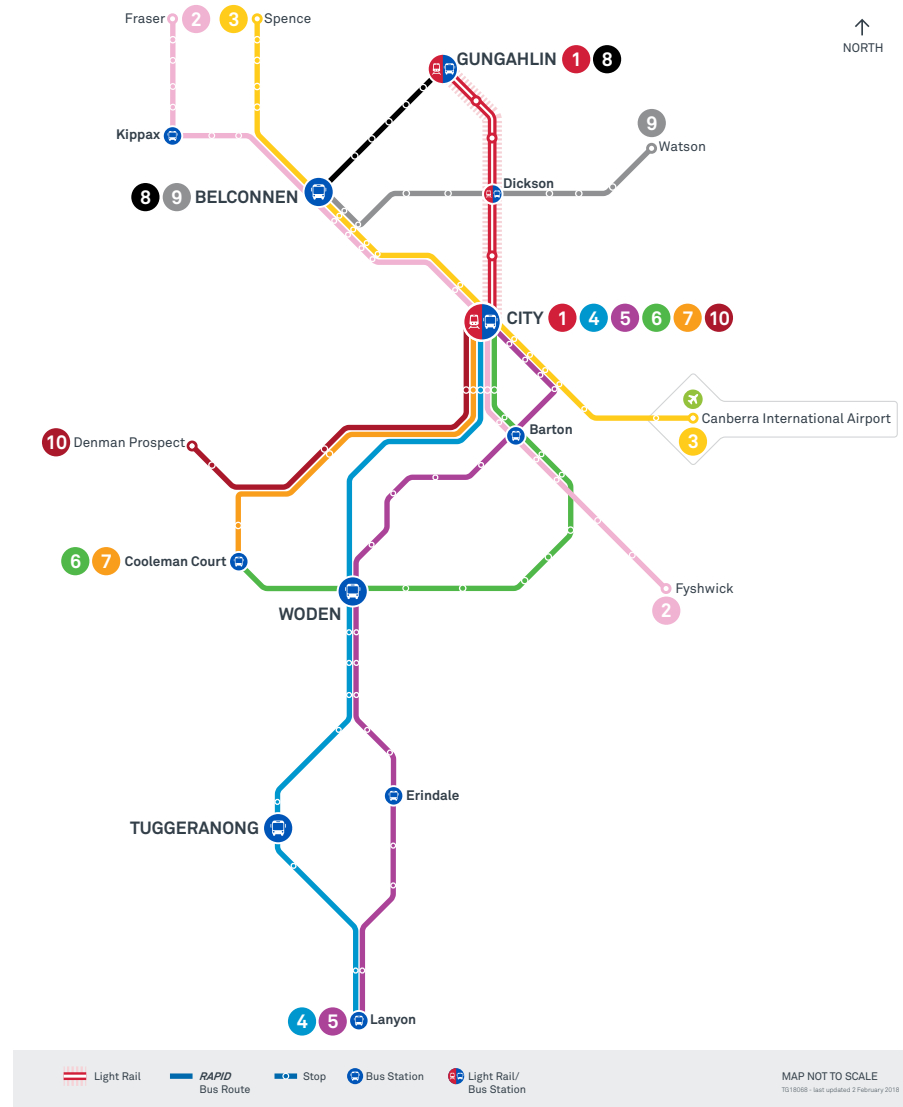 Fraser 2 3 Spence
NORTH
GUNGAHLIN 1 8
Kippax
9
Watson
Dickson
8 9 BELCONNEN
CITY 1 4 5 6 7 10
Canberra International Airport
3
Barton
10 Denman Prospect
6 7 Cooleman Court
Fyshwick
2
WODEN
Erindale
TUGGERANONG
4 5 Lanyon
Light Rail
RAPID
Bus Route
Stop
Bus Station
Light Rail/
Bus Station
MAP NOT TO SCALE
TG18068 - last updated 2 February 2018